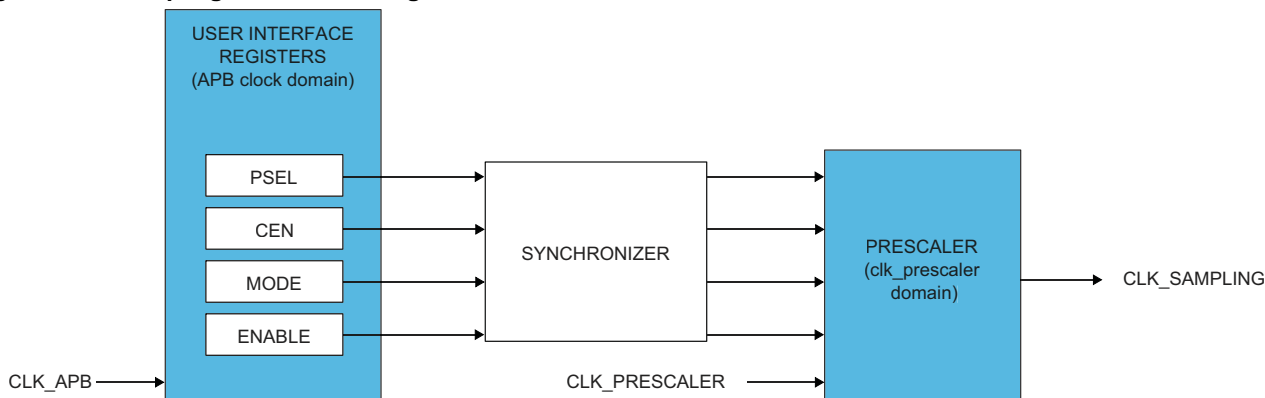 USER INTERFACE
REGISTERS
(APB clock domain)
PSEL
CEN
MODE
ENABLE
SYNCHRONIZER
PRESCALER
(clk_prescaler
domain)
CLK_SAMPLING
CLK_APB
CLK_PRESCALER